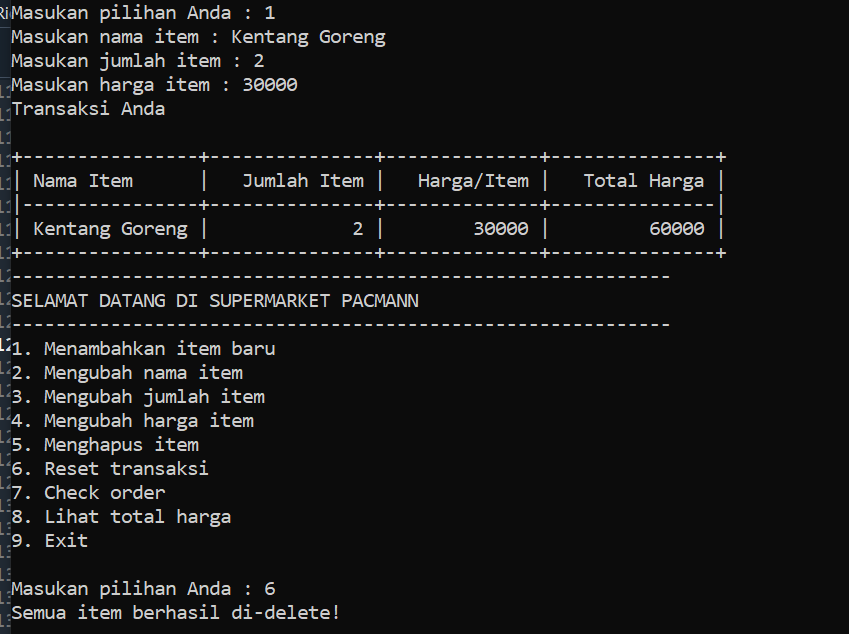 Masukan pilihan Anda : 1
Masukan nama item : Kentang Goreng
Masukan jumlah item : 2
Masukan harga item : 30000
Transaksi Anda
+----------------+---------------+--------------+---------------+
| Nama Item      |   Jumlah Item |   Harga/Item |   Total Harga |
|----------------+---------------+--------------+---------------|
| Kentang Goreng |             2 |        30000 |         60000 |
+----------------+---------------+--------------+---------------+
------------------------------------------------------------
SELAMAT DATANG DI SUPERMARKET PACMANN
------------------------------------------------------------
1. Menambahkan item baru
2. Mengubah nama item
3. Mengubah jumlah item
4. Mengubah harga item
5. Menghapus item
6. Reset transaksi
7. Check order
8. Lihat total harga
9. Exit
Masukan pilihan Anda : 6
Semua item berhasil di-delete!